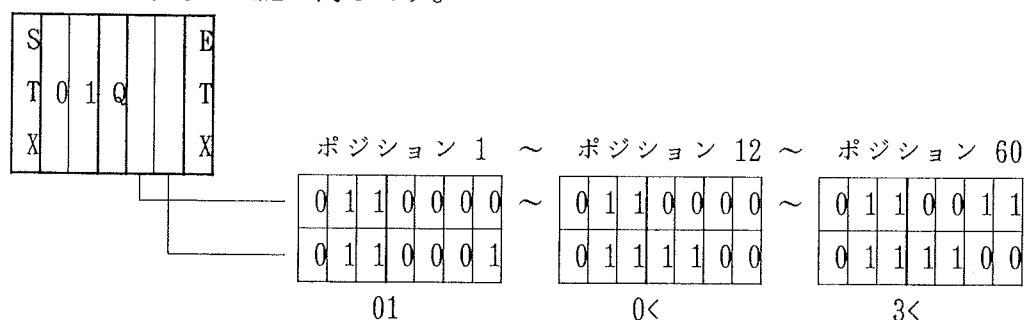 S E
T 0 1 Q T
X X
ポジション 1 ～ ポジション 12 ～ ポジション 60
0 1 1 0 0 0 0 ～ 0 1 1 0 0 0 0 ～ 0 1 1 0 0 1 1
0 1 1 0 0 0 1 0 1 1 1 1 0 0 0 1 1 1 1 0 0
01 0< 3<